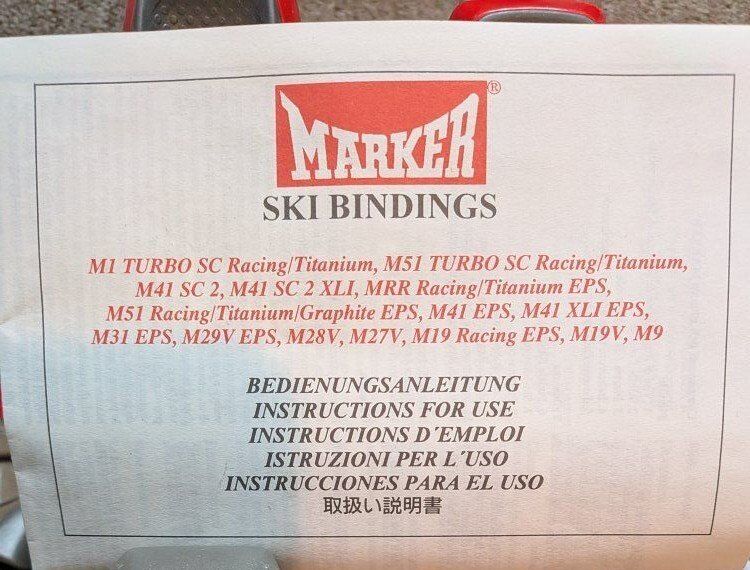 MARKER®
SKI BINDINGS
M1 TURBO SC Racing/Titanium, M51 TURBO SC Racing/Titanium,
M41 SC 2, M41 SC 2 XLI, MRR Racing/Titanium EPS,
M51 Racing/Titanium/Graphite EPS, M41 EPS, M41 XLI EPS,
M31 EPS, M29V EPS, M28V, M27V, M19 Racing EPS, M19V, M9
BEDIENUNGSANLEITUNG
INSTRUCTIONS FOR USE
INSTRUCTIONS D´EMPLOI
ISTRUZIONI PER L´USO
INSTRUCCIONES PARA EL USO
取扱い説明書